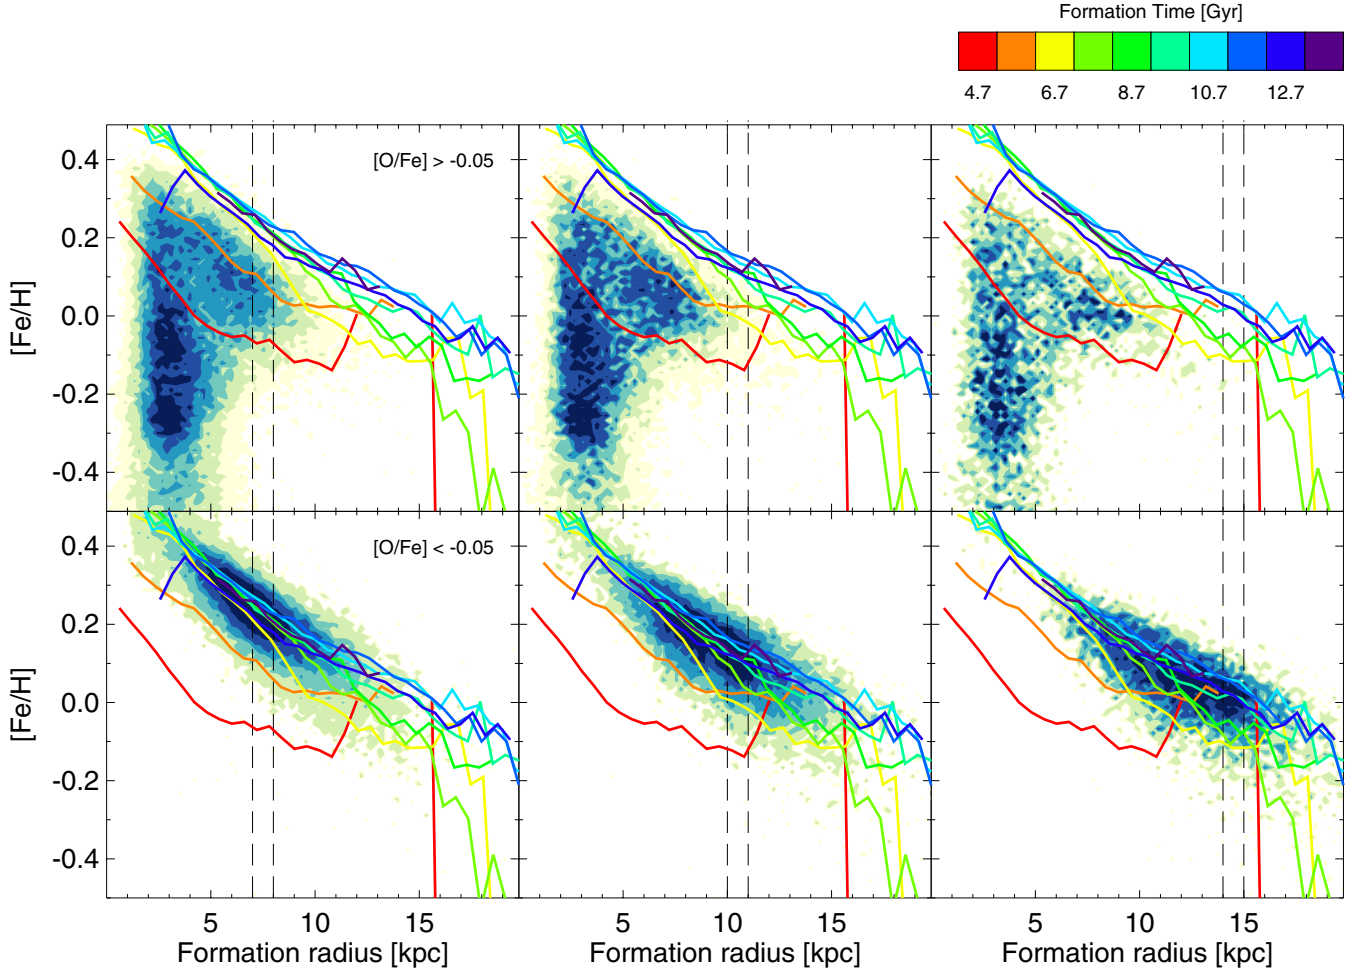 Formation Time [Gyr]
4.7 6.7 8.7 10.7 12.7
[O/Fe] > -0.05
0.4
0.2
0.0
-0.2
-0.4
[Fe/H]
[O/Fe] < -0.05
0.4
0.2
0.0
-0.2
-0.4
[Fe/H]
5 10 15 5 10 15 5 10 15
Formation radius [kpc] Formation radius [kpc] Formation radius [kpc]